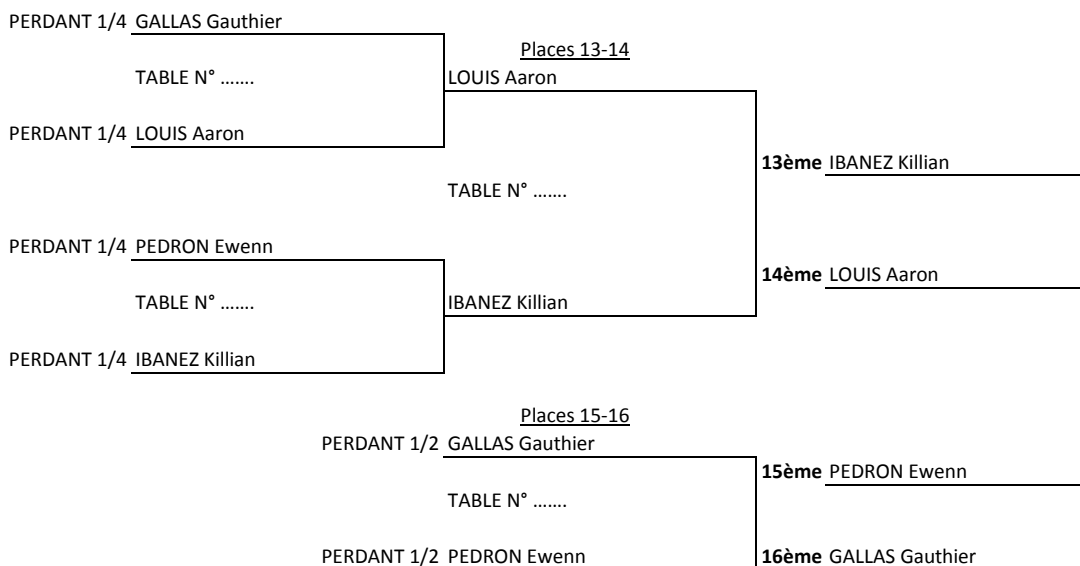 PERDANT 1/4 GALLAS Gauthier
Places 13-14
TABLE N° ....... LOUIS Aaron
PERDANT 1/4 LOUIS Aaron
13ème IBANEZ Killian
TABLE N° .......
PERDANT 1/4 PEDRON Ewenn
14ème LOUIS Aaron
TABLE N° ....... IBANEZ Killian
PERDANT 1/4 IBANEZ Killian
Places 15-16
PERDANT 1/2 GALLAS Gauthier
15ème PEDRON Ewenn
TABLE N° .......
PERDANT 1/2 PEDRON Ewenn 16ème GALLAS Gauthier